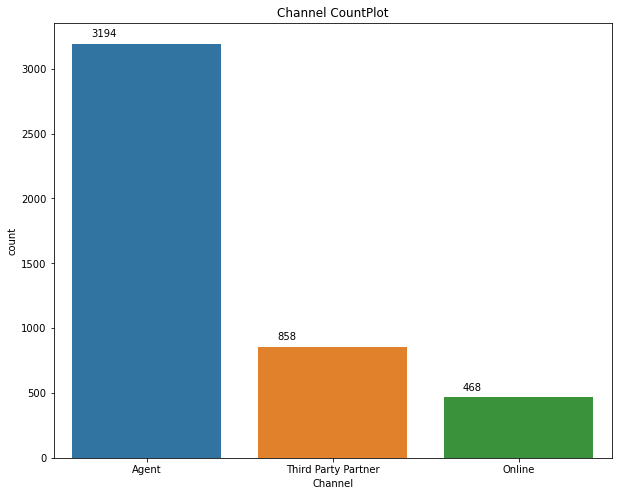 Channel CountPlot
3194
858
468
3000
2500
2000
1500
1000
500
0
count
Agent
Third Party Partner
Online
Channel